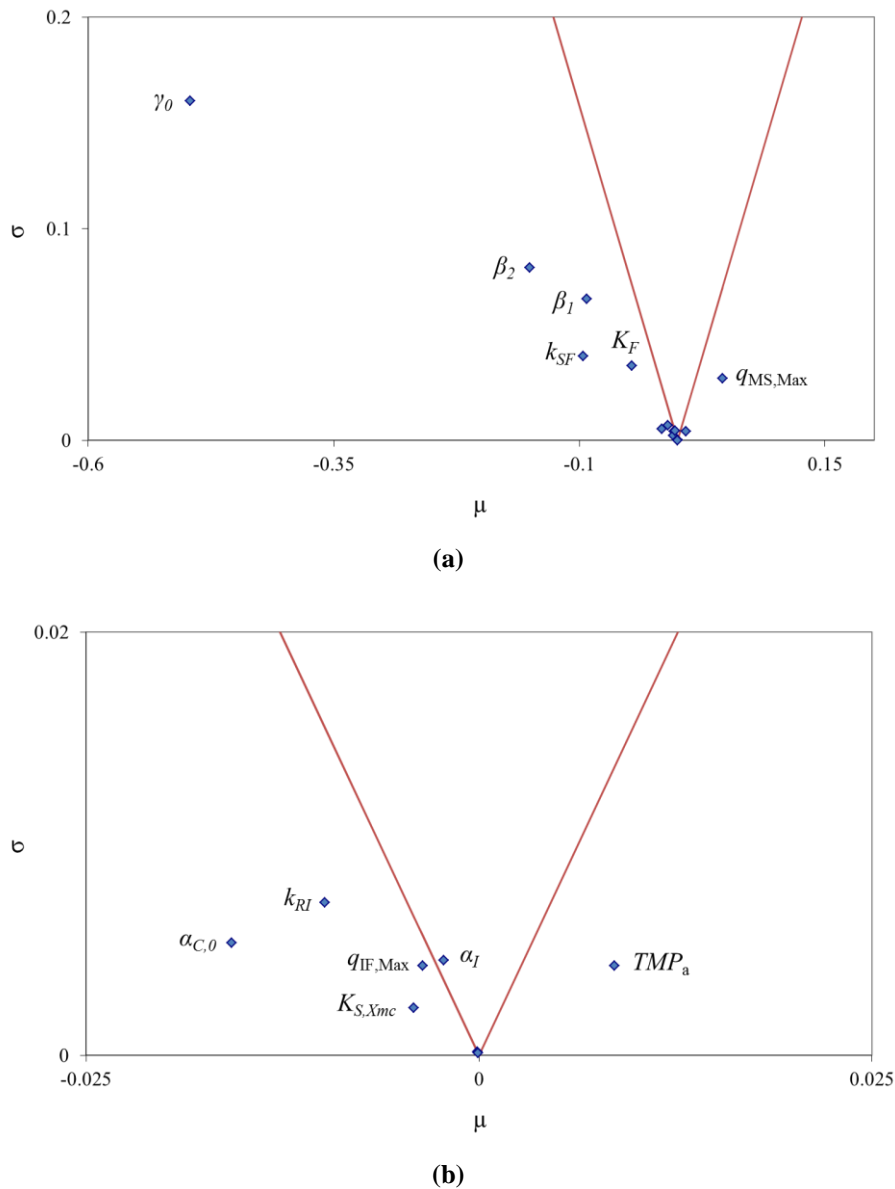 0.2
γ0
σ
0.1
β2
β1
kSF
KF
qMS,Max
0
-0.6
-0.35
-0.1
0.15
μ
(a)
0.02
σ
kRI
αC,0
qIF,Max
αI
TMPa
KS,Xmc
0
-0.025
0
0.025
μ
(b)